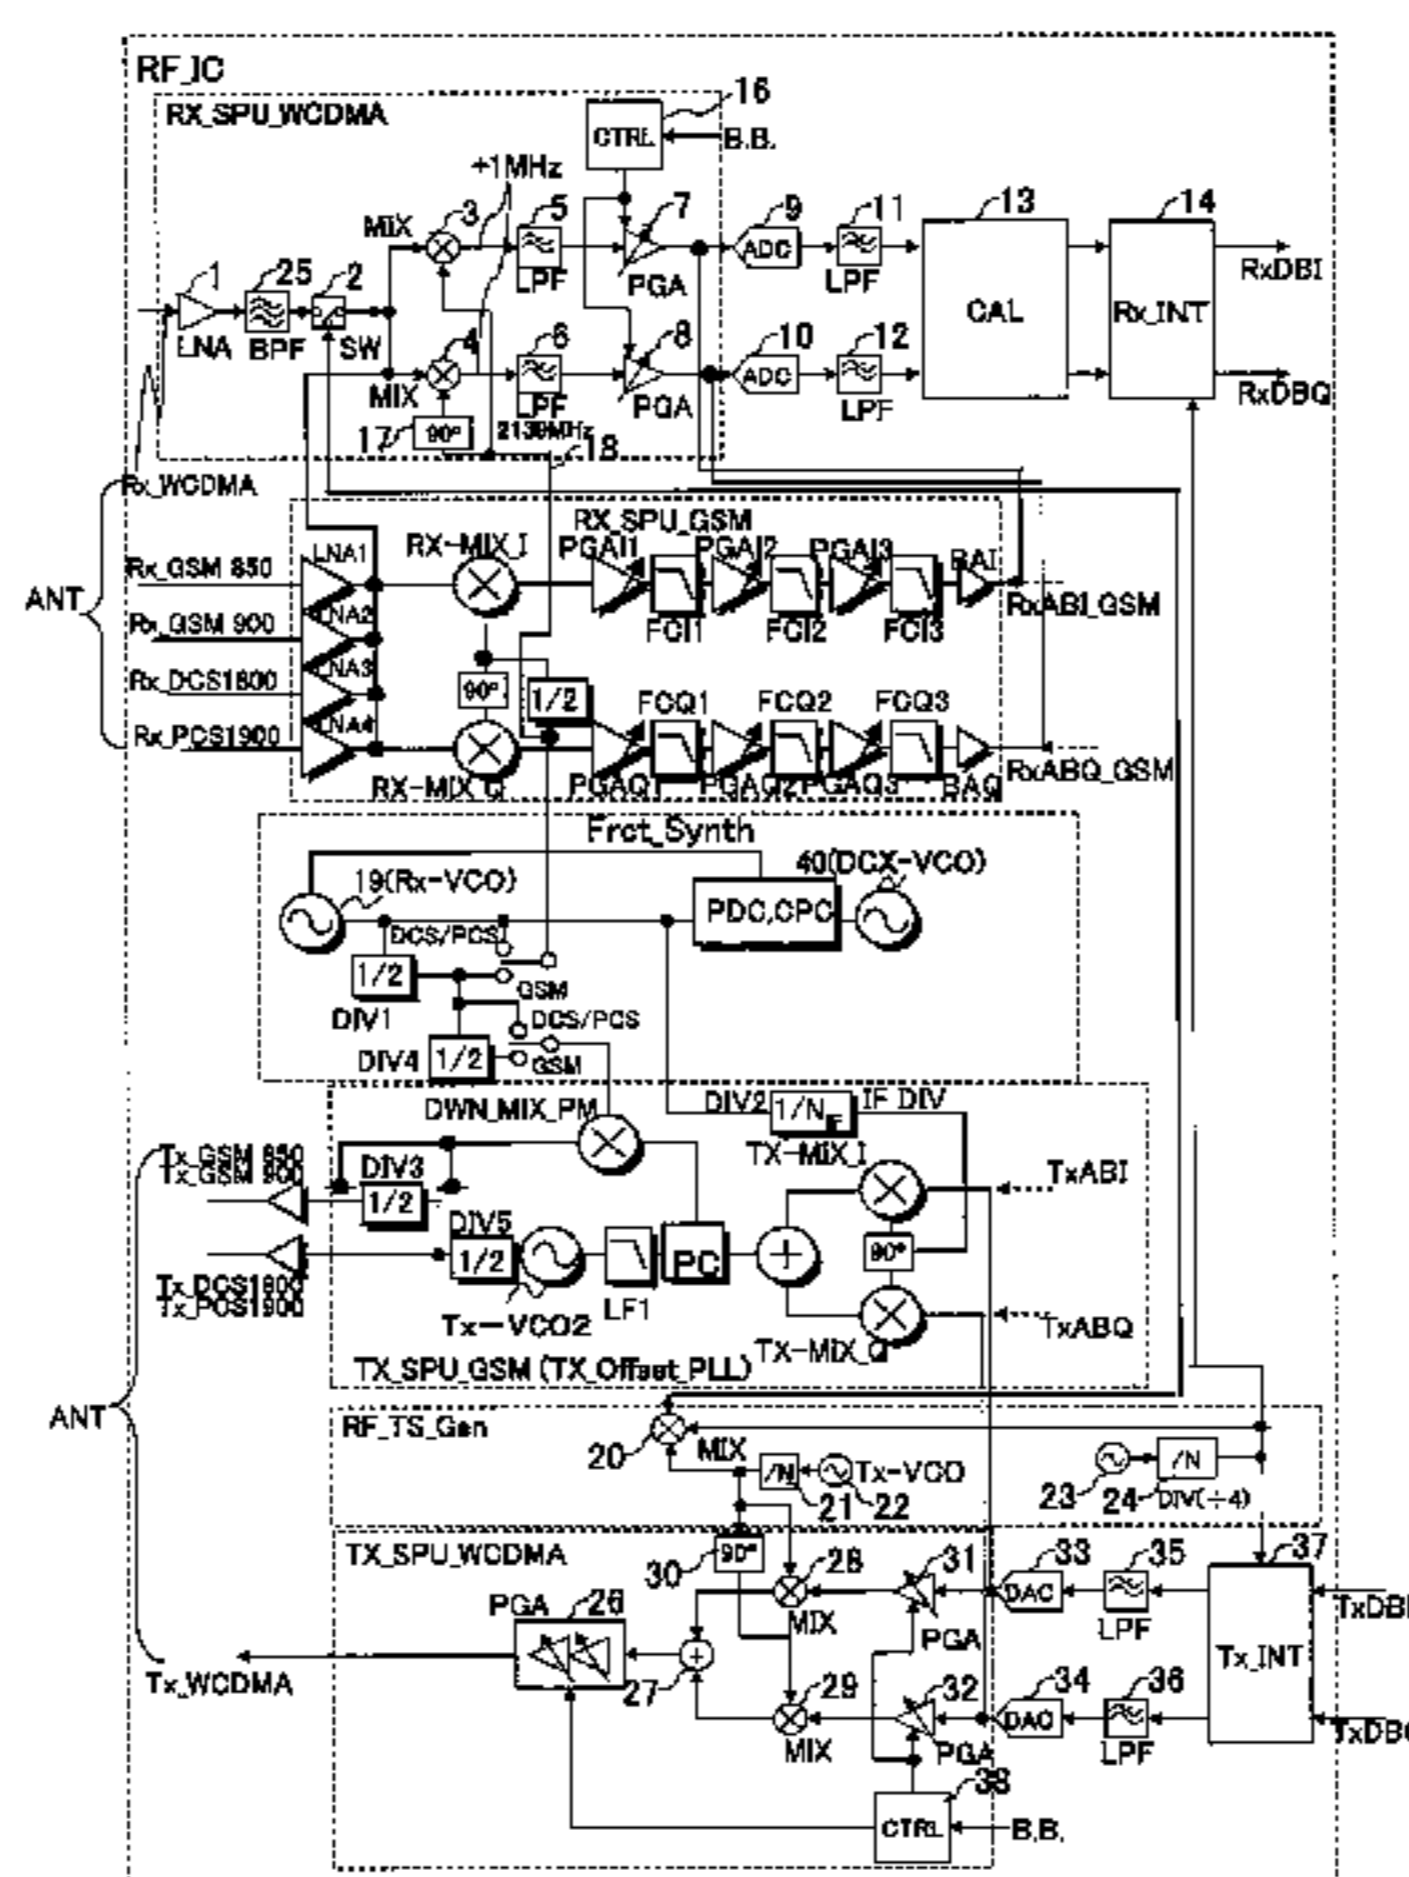 RF_IC
RX_SPU_WCDMA
16
CTRL
B.B.
+1MHz
MIX
3
5
7
9
11
13
14
LPF
PGA
ADC
LPF
RxDBI
1
25
2
CAL
Rx_INT
LNA
BPF
SW
4
6
8
10
12
MIX
LPF
PGA
ADC
LPF
RxDBQ
17
90°
2139MHz
18
Rx_WCDMA
RX_SPU_GSM
LNA1
RX-MIX_I
PGAI1
PGAI2
PGAI3
BAI
Rx_GSM 850
ANT
RxABI_GSM
LNA2
Rx_GSM 900
FCI1
FCI2
FCI3
LNA3
Rx_DCS1800
90°
1/2
FCQ1
FCQ2
FCQ3
LNA4
Rx_PCS1900
RxABQ_GSM
RX-MIX_Q
PGAQ1
PGAQ2
PGAQ3
BAQ
Frct_Synth
19(Rx-VCO)
40(DCX-VCO)
PDC,CPC
DCS/PCS
1/2
GSM
DIV1
DCS/PCS
DIV4
1/2
GSM
DWN_MIX_PM
DIV2
1/NIF
IF DIV
TX-MIX_I
Tx_GSM 850
Tx_GSM 900
DIV3
1/2
TxABI
DIV5
1/2
PC
+
90°
Tx_DCS1800
Tx_PCS1900
Tx-VCO2
LF1
TX-MIX_Q
TxABQ
TX_SPU_GSM (TX_Offset_PLL)
ANT
RF_TS_Gen
20
MIX
/N
Tx-VCO
21
22
23
/N
24
DIV(÷4)
TX_SPU_WCDMA
90°
30
28
31
33
35
37
PGA
26
MIX
PGA
DAC
LPF
TxDBI
Tx_WCDMA
27
+
29
32
34
36
Tx_INT
MIX
PGA
DAC
LPF
38
CTRL
B.B.